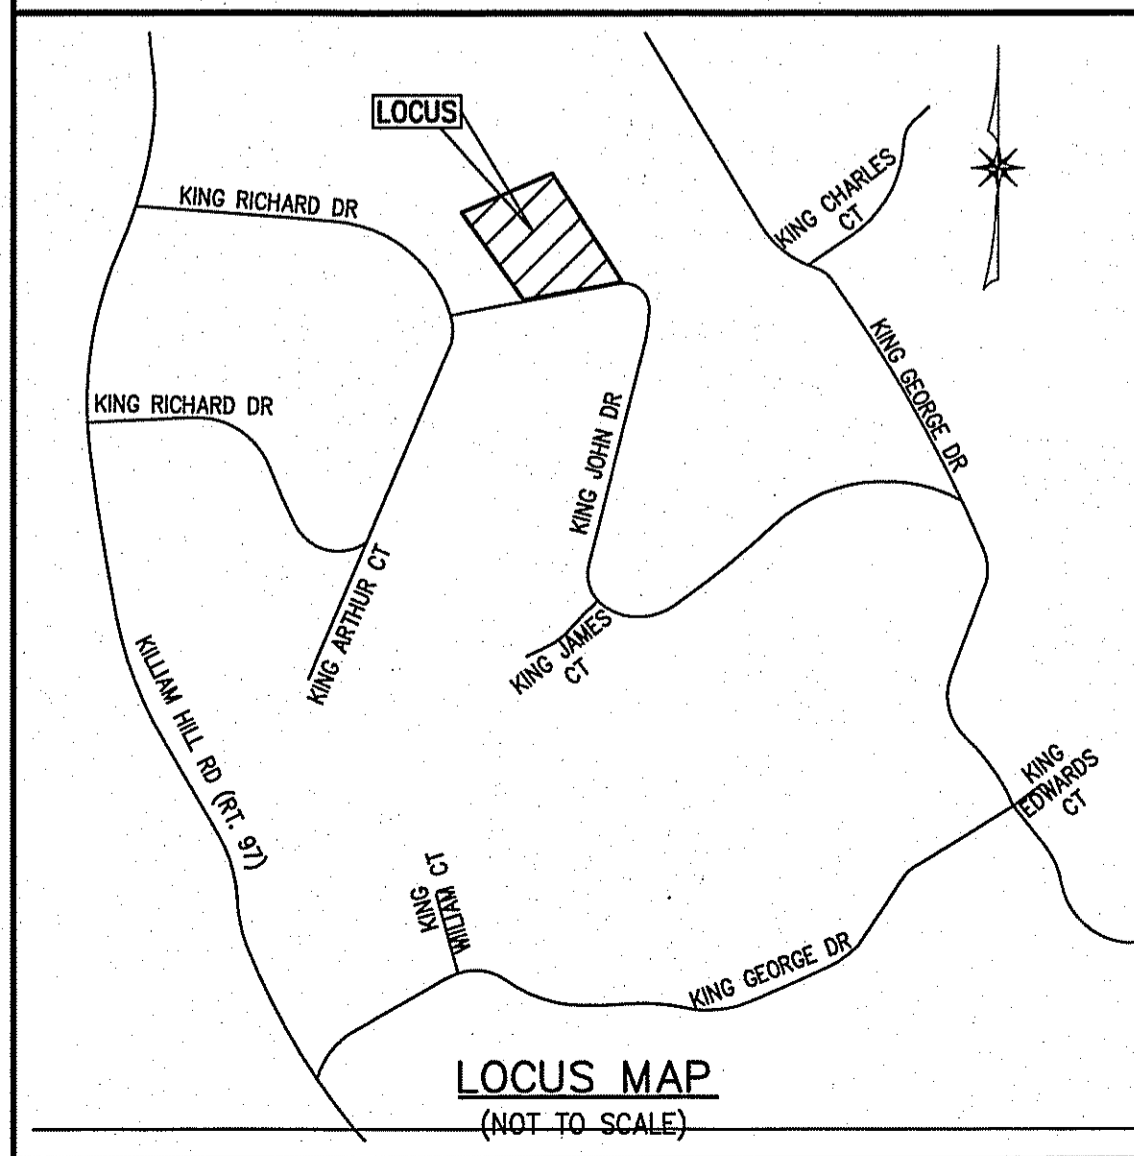 LOCUS
KING RICHARD DR
KING CHARLES
CT
KING GEORGE DR
KING RICHARD DR
KING JOHN DR
KING ARTHUR CT
KING JAMES
CT
KILLIAM HILL RD (RT. 97)
KING
EDWARDS
CT
KING
WILLIAM CT
KING GEORGE DR
LOCUS MAP
(NOT TO SCALE)